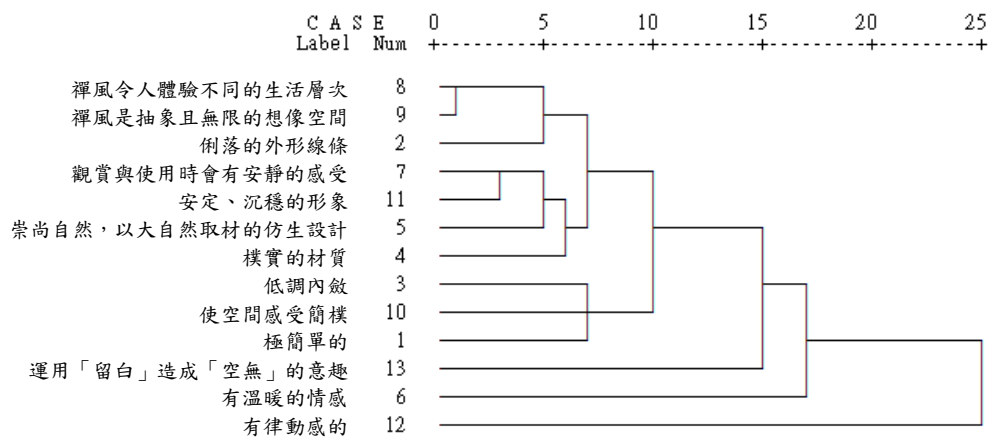 C A S E 0 5 10 15 20 25
Label Num
禪風令人體驗不同的生活層次 8
禪風是抽象且無限的想像空間 9
俐落的外形線條 2
觀賞與使用時會有安靜的感受 7
安定、沉穩的形象 11
崇尚自然，以大自然取材的仿生設計 5
樸實的材質 4
低調內斂 3
使空間感受簡樸 10
極簡單的 1
運用「留白」造成「空無」的意趣 13
有溫暖的情感 6
有律動感的 12